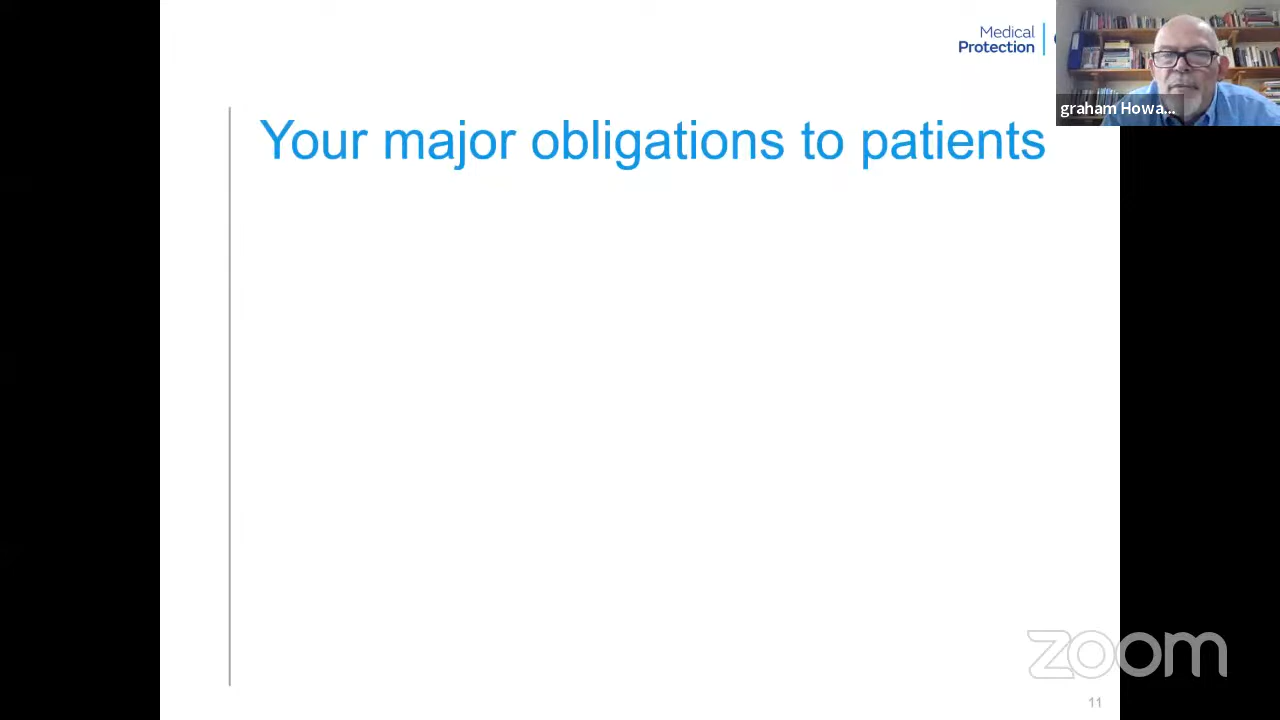 Medical
Protection
graham Howa...
Your major obligations to patients
zoom
11